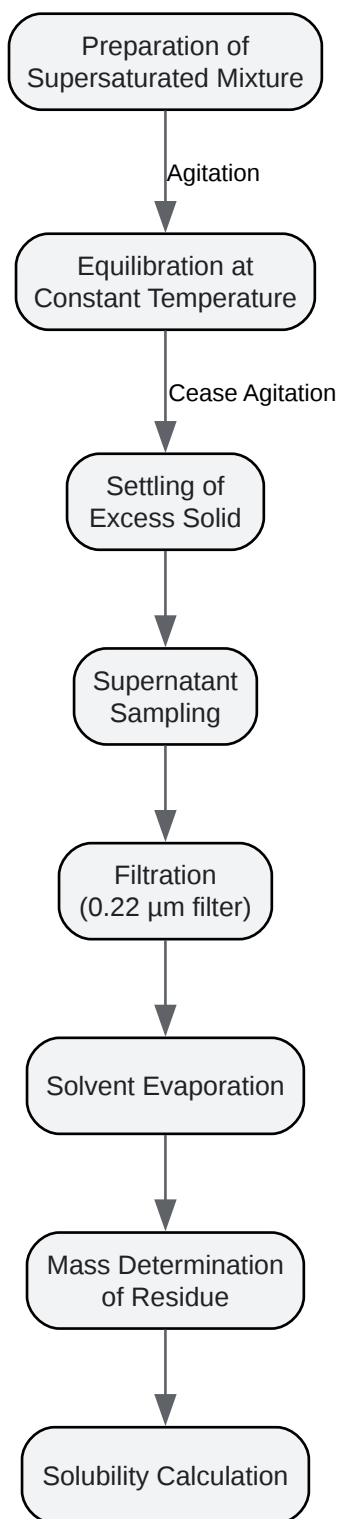 Preparation of
Supersaturated Mixture
Agitation
Equilibration at
Constant Temperature
Cease Agitation
Settling of
Excess Solid
Supernatant
Sampling
Filtration
(0.22 µm filter)
Solvent Evaporation
Mass Determination
of Residue
Solubility Calculation